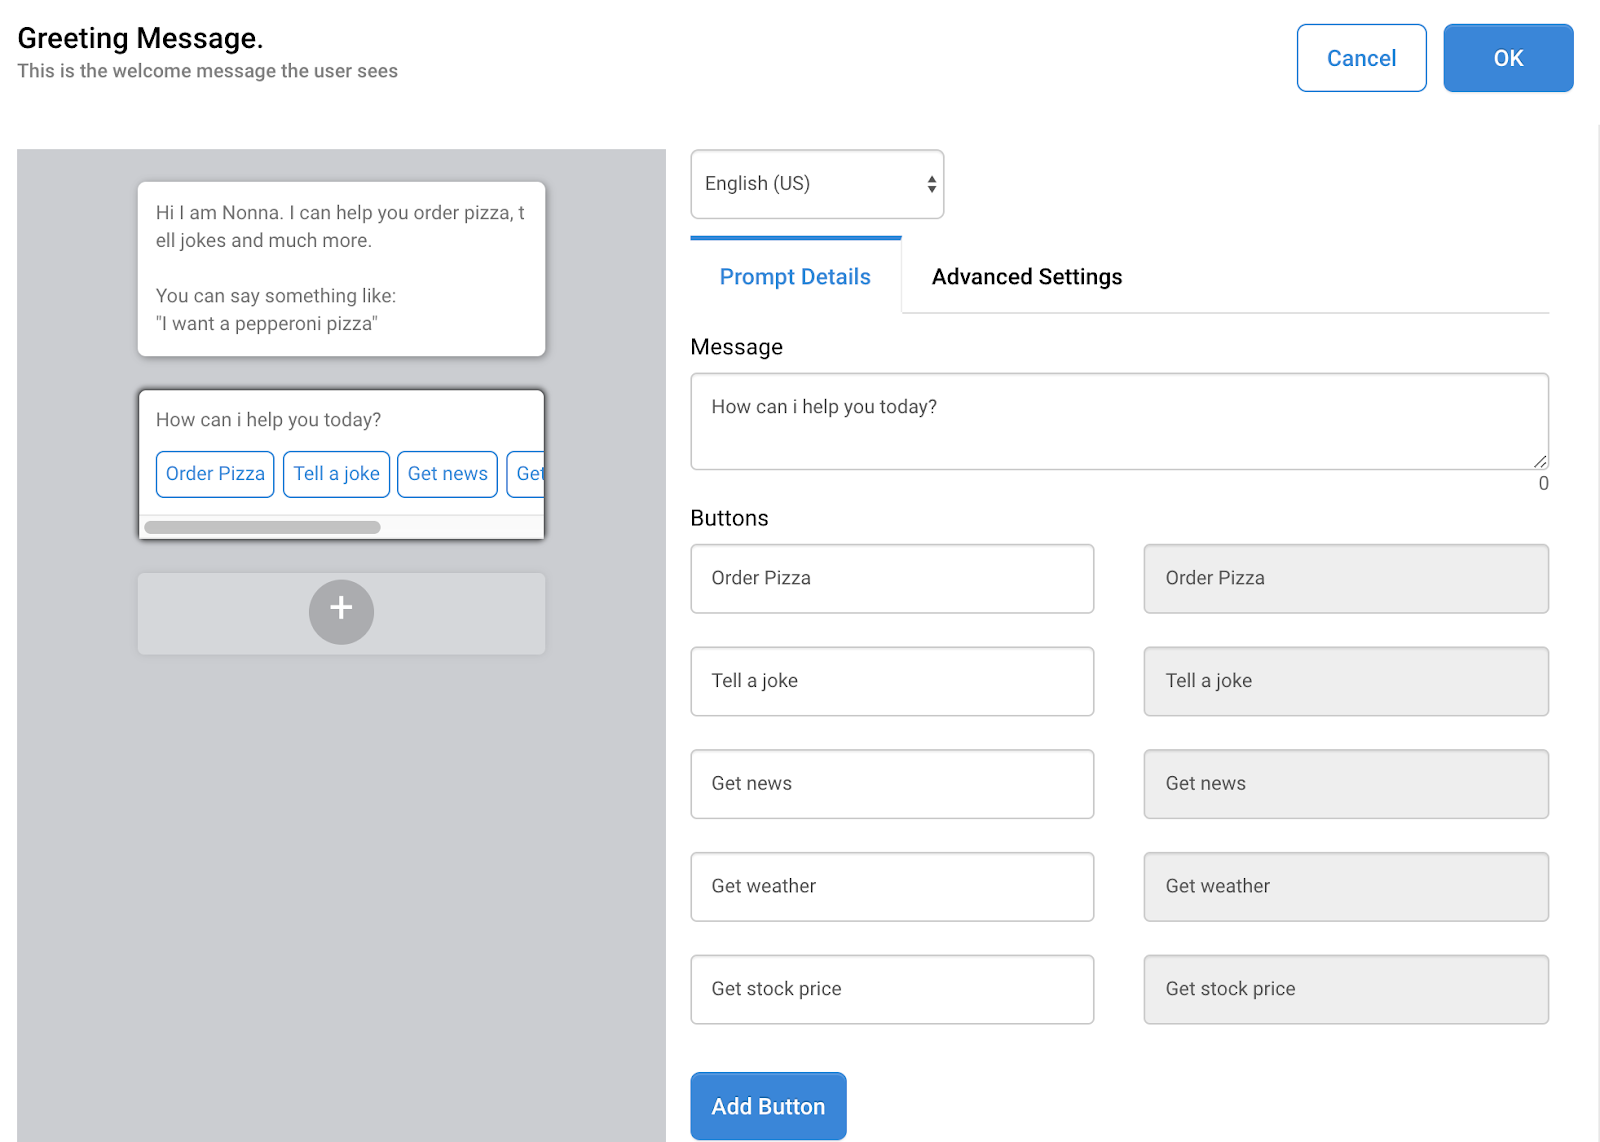 Greeting Message.
This is the welcome message the user sees
Cancel
OK
Hi I am Nonna. I can help you order pizza, t
ell jokes and much more.
You can say something like:
"I want a pepperoni pizza"
How can i help you today?
Order Pizza
Tell a joke
Get news
Get
+
English (US)
Prompt Details
Advanced Settings
Message
How can i help you today?
0
Buttons
Order Pizza
Order Pizza
Tell a joke
Tell a joke
Get news
Get news
Get weather
Get weather
Get stock price
Get stock price
Add Button